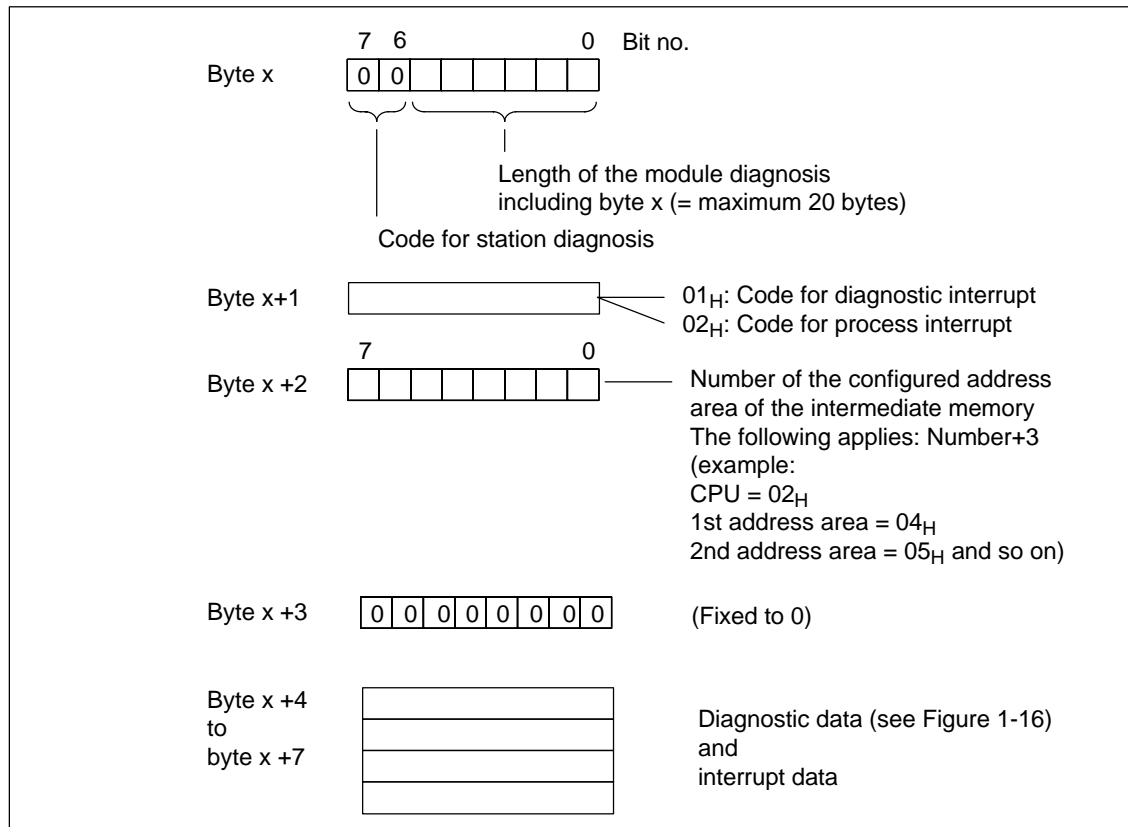 7 6 0 Bit no.
Byte x 0 0
Length of the module diagnosis
including byte x (= maximum 20 bytes)
Code for station diagnosis
Byte x+1
01H: Code for diagnostic interrupt
02H: Code for process interrupt
7 0
Byte x +2
Number of the configured address
area of the intermediate memory
The following applies: Number+3
(example:
CPU = 02H
1st address area = 04H
2nd address area = 05H and so on)
Byte x +3 0 0 0 0 0 0 0 0 (Fixed to 0)
Byte x +4
to
byte x +7
Diagnostic data (see Figure 1-16)
and
interrupt data